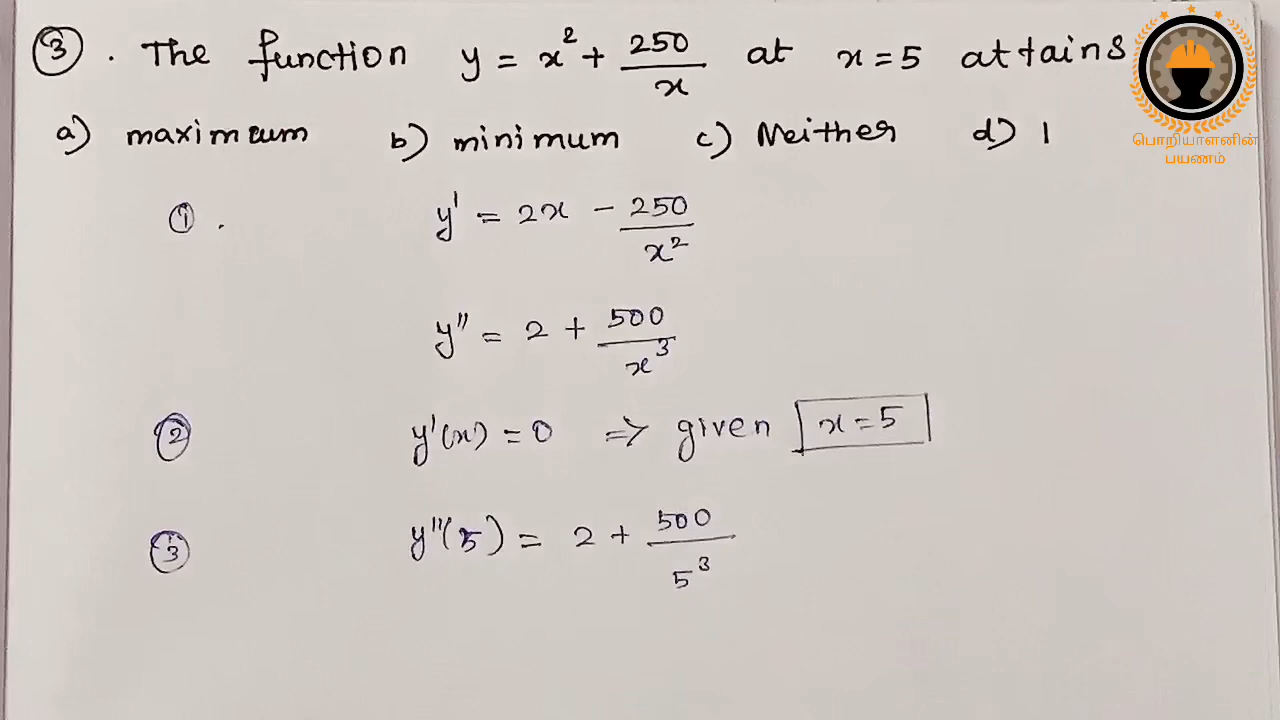 ③. The function y = x² + 250/x at x=5 attains
a) maximum b) minimum c) Neither d) 1
பொறியாளனின்
பயணம்
① . y' = 2x - 250/x²
y'' = 2 + 500/x³
② y'(x) = 0 ⇒ given x=5
③ y''(5) = 2 + 500/5³